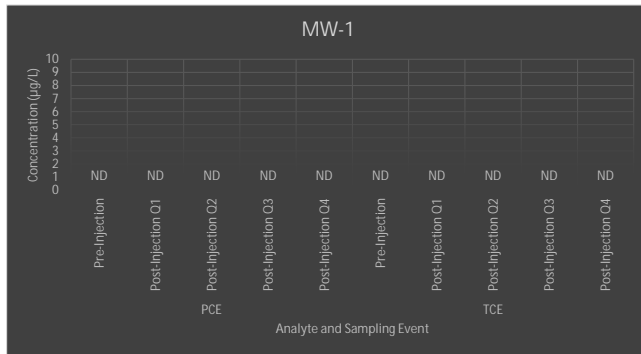 MW-1
Concentration (µg/L)
10
9
8
7
6
5
4
3
2
1
0
ND ND ND ND ND ND ND ND ND ND
Pre-Injection
Post-Injection Q1
Post-Injection Q2
Post-Injection Q3
Post-Injection Q4
Pre-Injection
Post-Injection Q1
Post-Injection Q2
Post-Injection Q3
Post-Injection Q4
PCE TCE
Analyte and Sampling Event